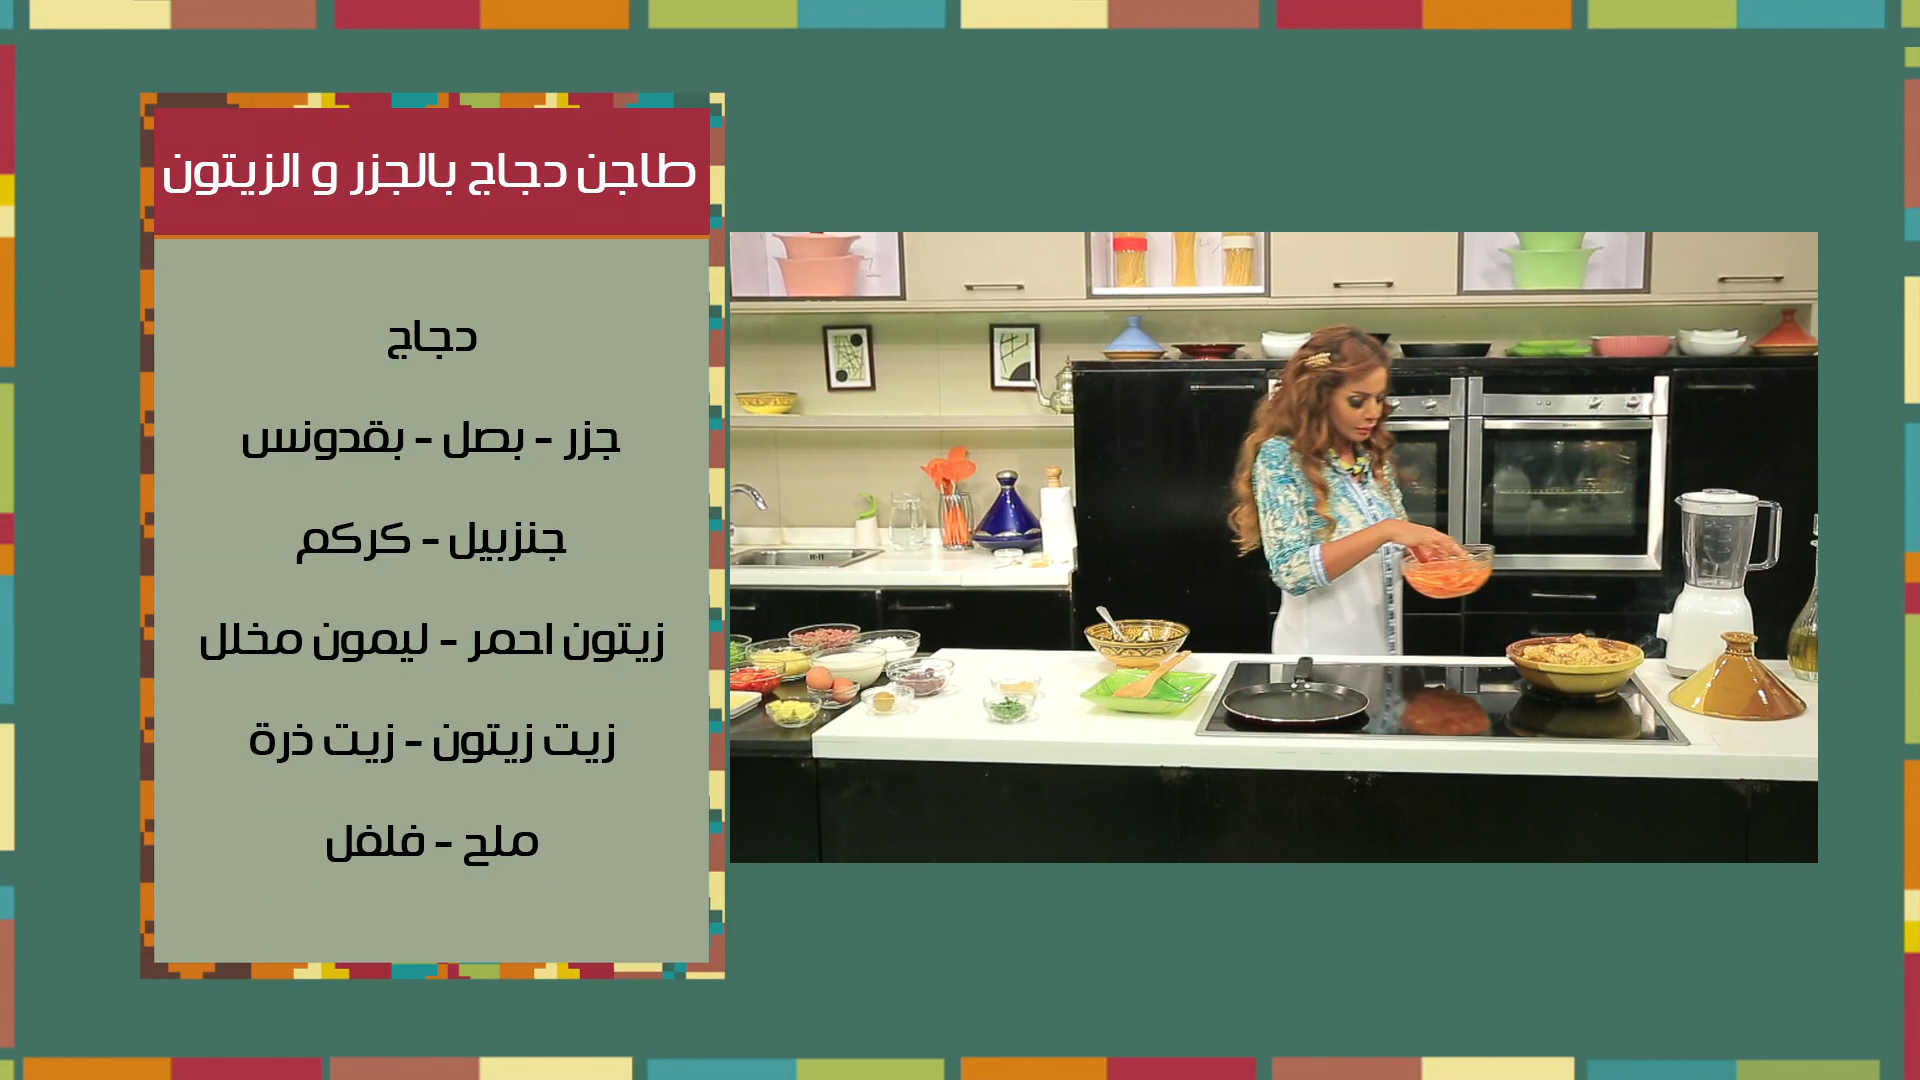 طاجن دجاج بالجزر و الزيتون
دجاج
جزر - بصل - بقدونس
جنزبيل - كركم
زيتون احمر - ليمون مخلل
زيت زيتون - زيت ذرة
ملح - فلفل